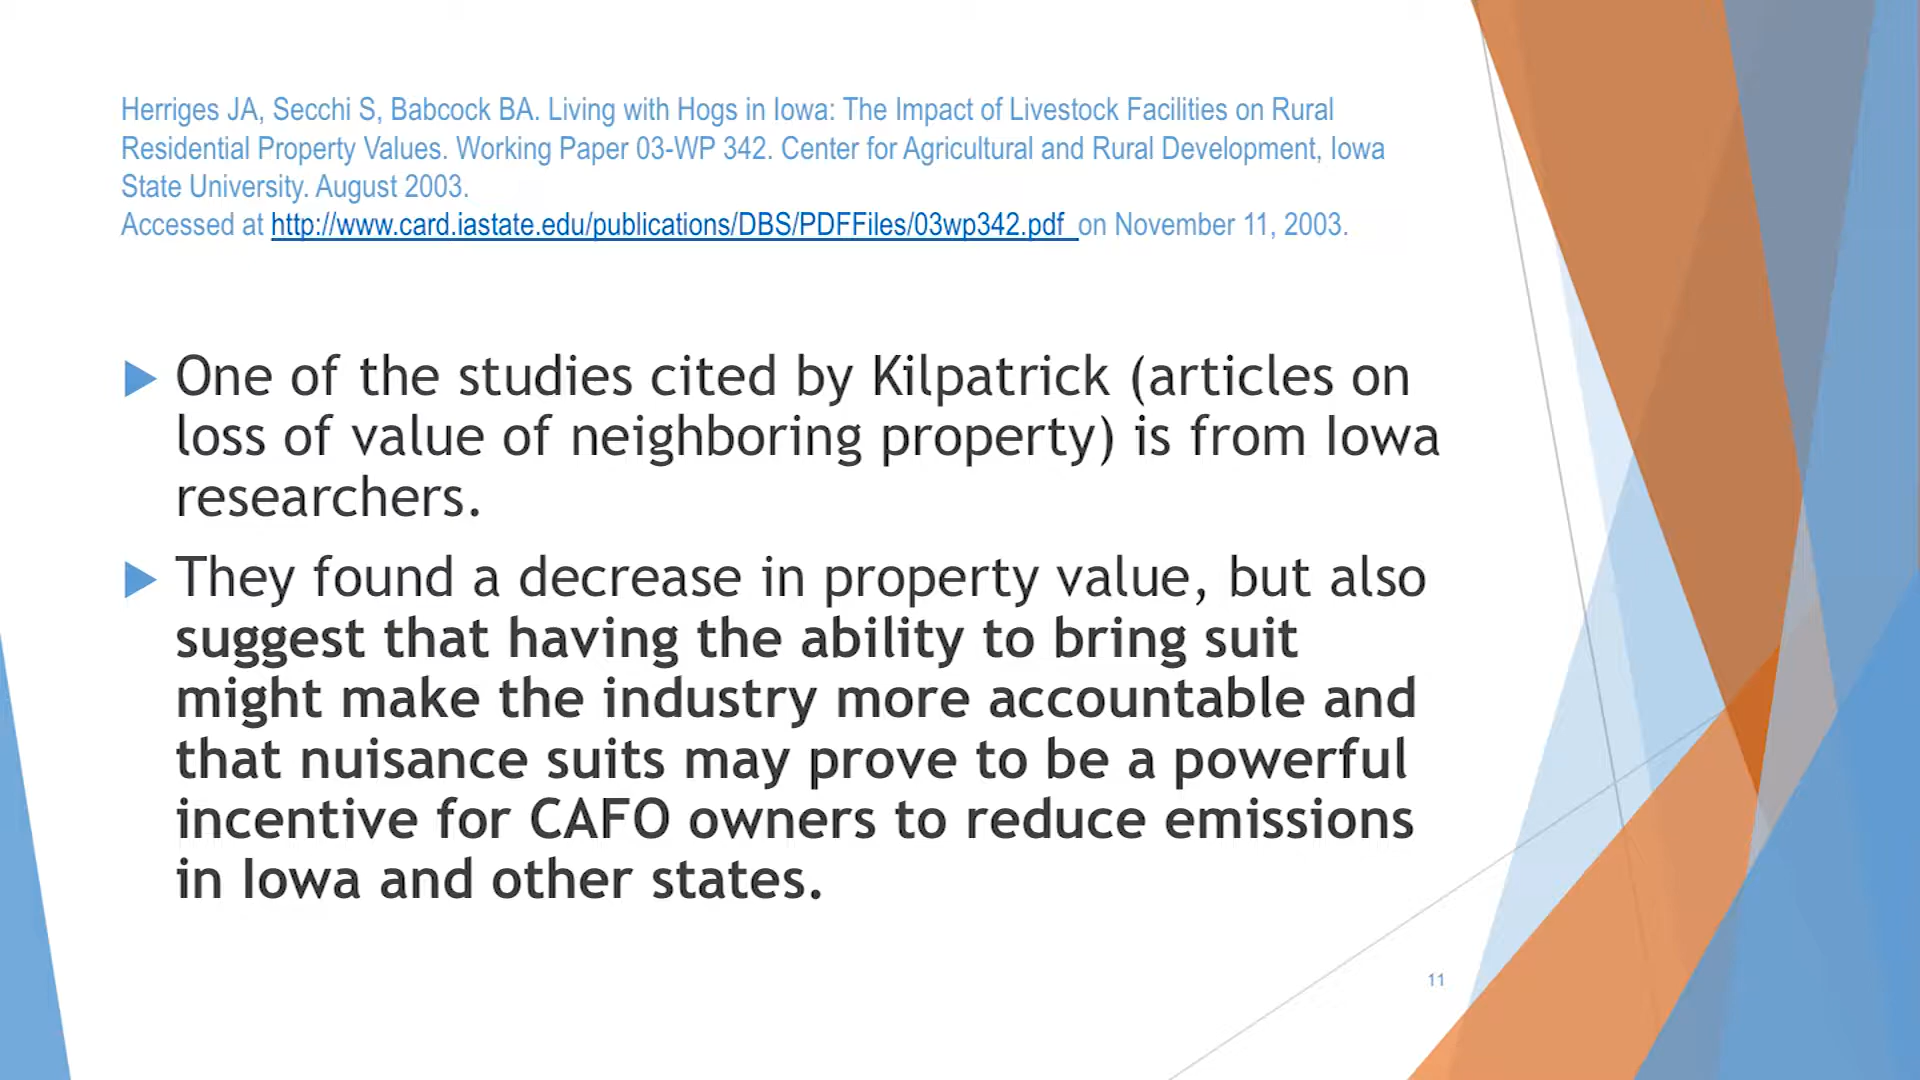 Herriges JA, Secchi S, Babcock BA. Living with Hogs in Iowa: The Impact of Livestock Facilities on Rural
Residential Property Values. Working Paper 03-WP 342. Center for Agricultural and Rural Development, Iowa
State University. August 2003.
Accessed at http://www.card.iastate.edu/publications/DBS/PDFFiles/03wp342.pdf on November 11, 2003.
One of the studies cited by Kilpatrick (articles on
loss of value of neighboring property) is from Iowa
researchers.
They found a decrease in property value, but also
suggest that having the ability to bring suit
might make the industry more accountable and
that nuisance suits may prove to be a powerful
incentive for CAFO owners to reduce emissions
in Iowa and other states.
11